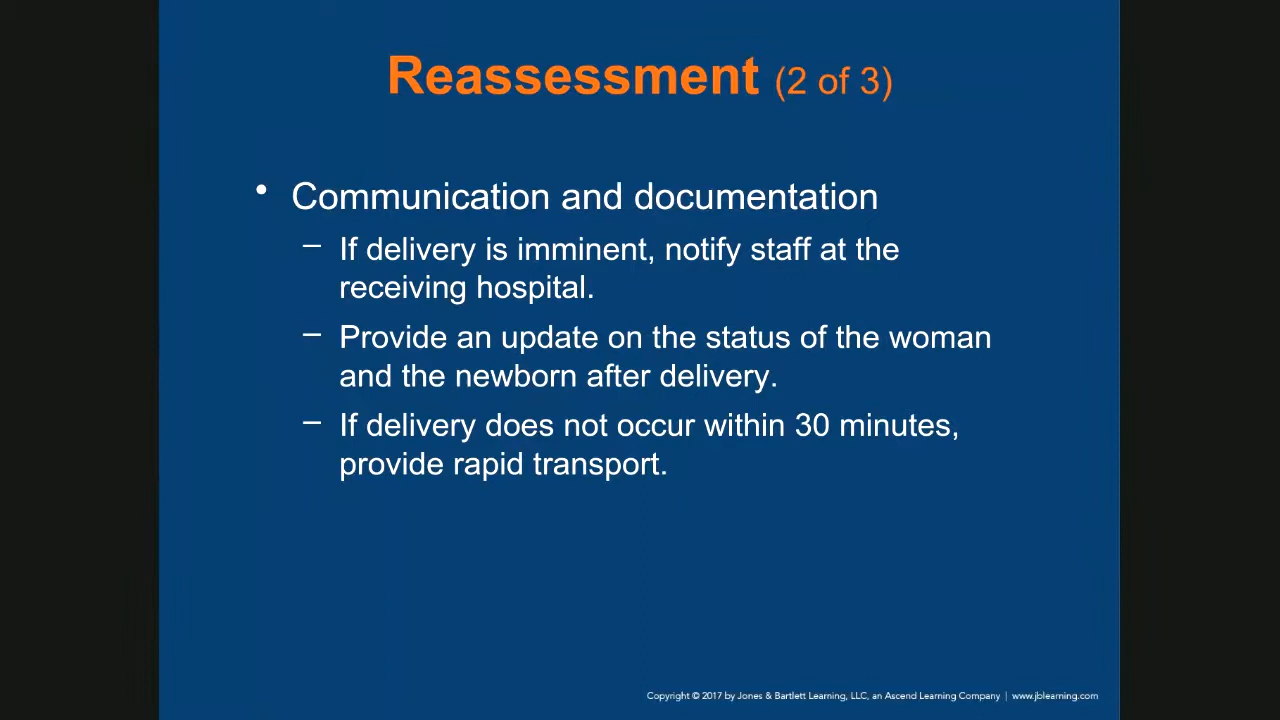 Reassessment (2 of 3)
• Communication and documentation
– If delivery is imminent, notify staff at the
receiving hospital.
– Provide an update on the status of the woman
and the newborn after delivery.
– If delivery does not occur within 30 minutes,
provide rapid transport.
Copyright © 2017 by Jones & Bartlett Learning, LLC, an Ascend Learning Company | www.jblearning.com